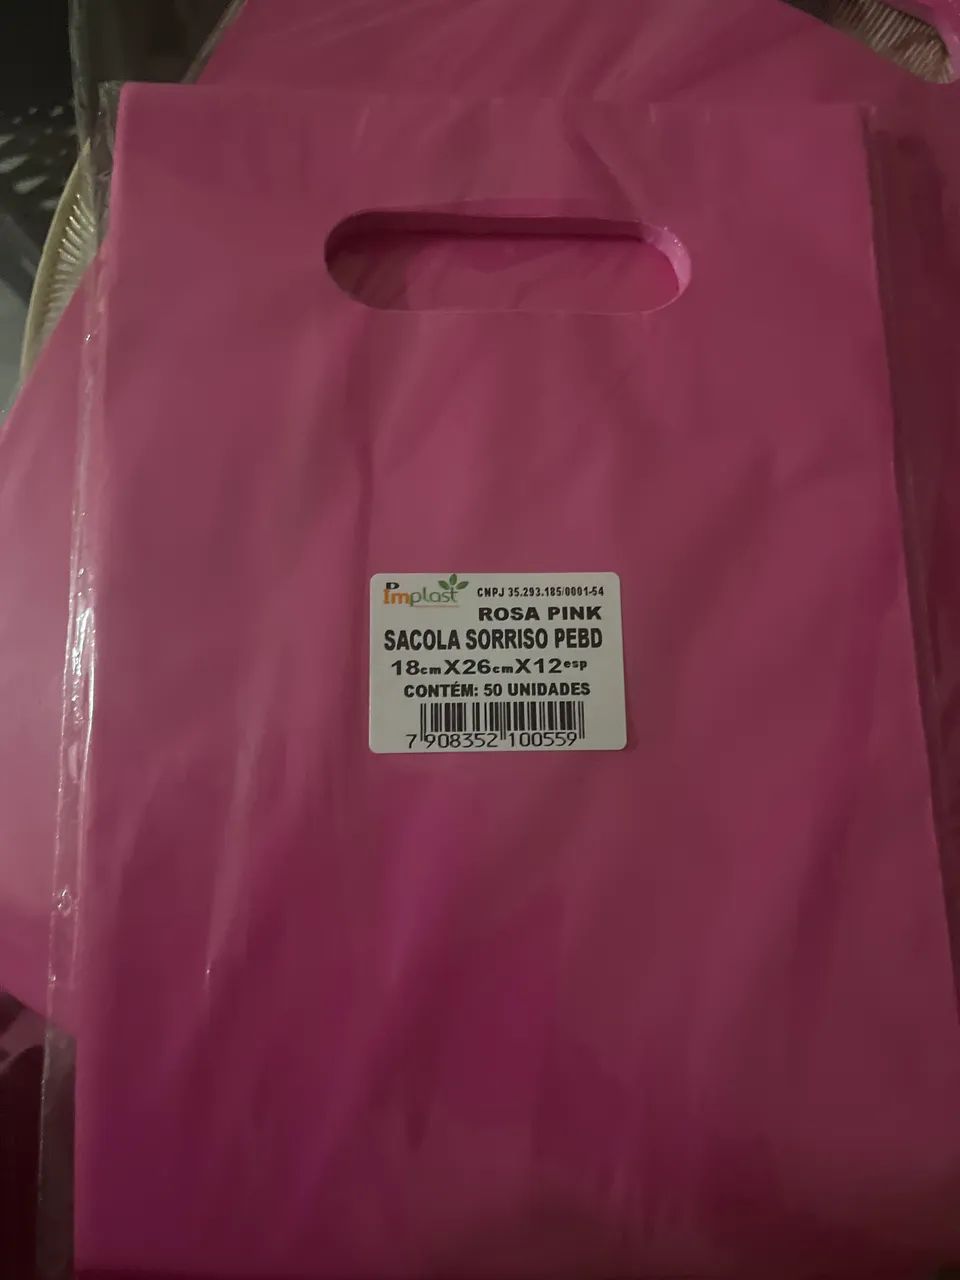 D
Implast CNPJ 35.293.185/0001-54
ROSA PINK
SACOLA SORRISO PEBD
18cmX26cmX12esp
CONTÉM: 50 UNIDADES
7 908352 100559